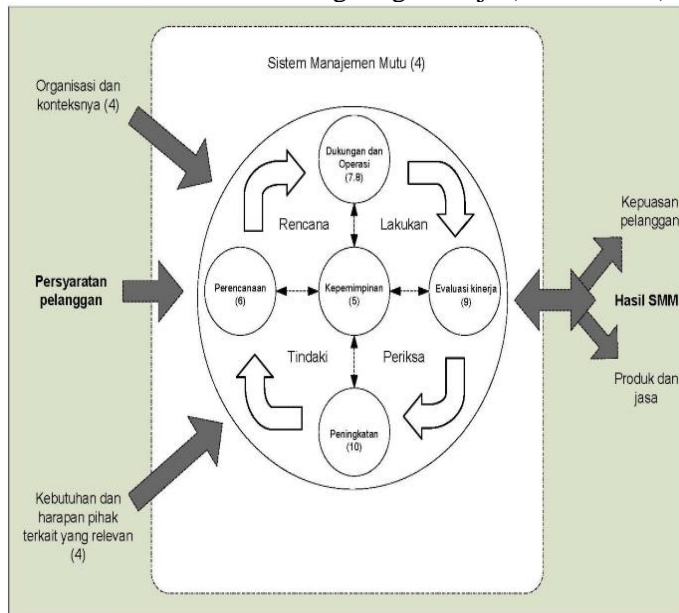 Sistem Manajemen Mutu (4)
Organisasi dan
konteksnya (4)
Dukungan dan
Operasi
(7.8)
Rencana
Lakukan
Kepuasan
pelanggan
Persyaratan
pelanggan
Perencanaan
(6)
Kepemimpinan
(5)
Evaluasi kinerja
(9)
Hasil SMM
Tindaki
Periksa
Produk dan
jasa
Peningkatan
(10)
Kebutuhan dan
harapan pihak
terkait yang relevan
(4)